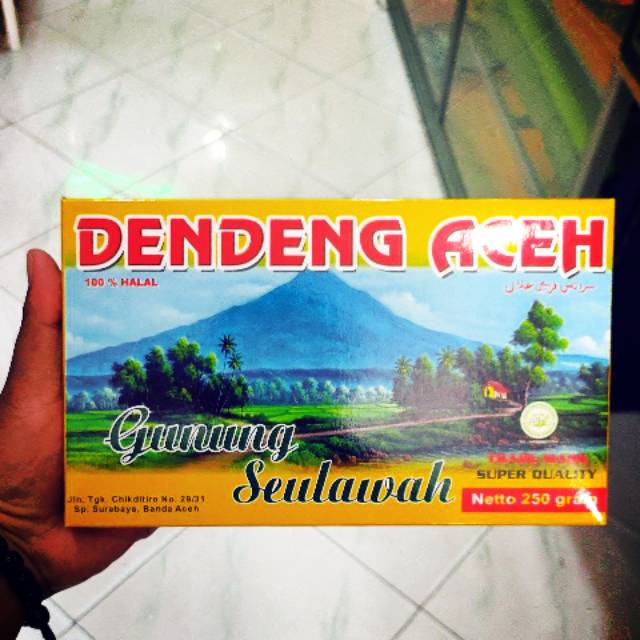 DENDENG ACEH
100 % HALAL
Gunung
Seulawah
SUPER QUALITY
Jln. Tgk. Chikditiro No. 29/31
Sp. Surabaya, Banda Aceh
Netto 250 gram